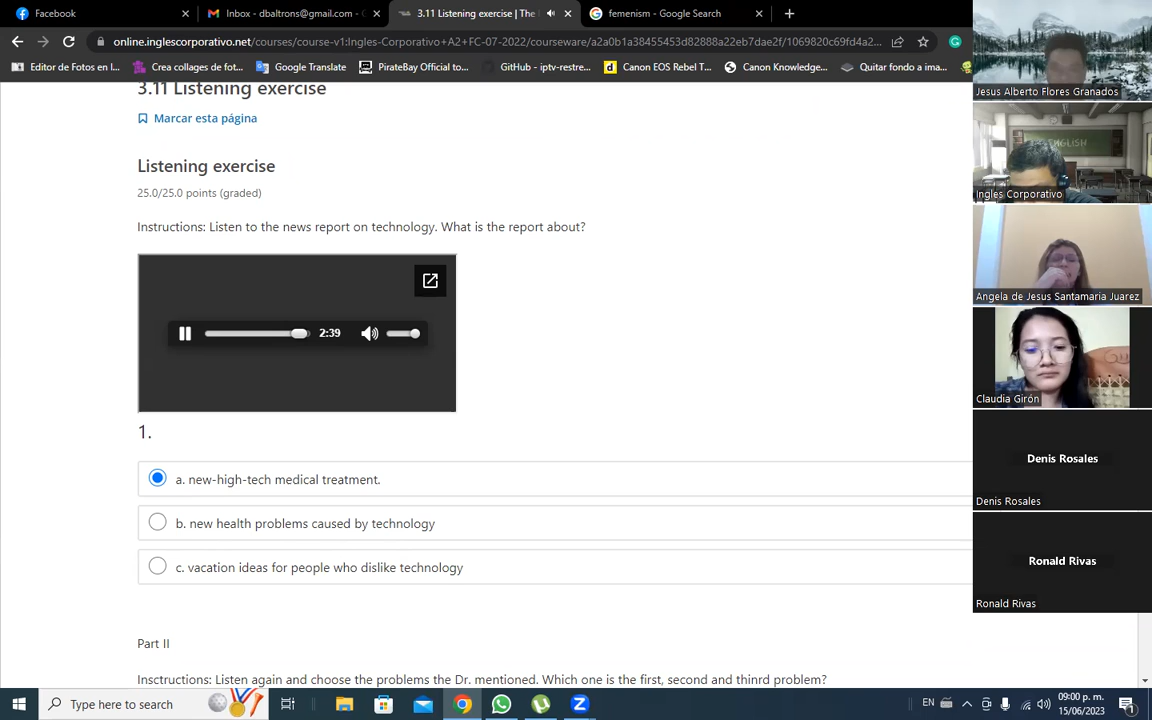 Facebook
Inbox - dbaltrons@gmail.com -
3.11 Listening exercise | The
femenism - Google Search
online.inglescorporativo.net/courses/course-v1:Ingles-Corporativo+A2+FC-07-2022/courseware/a2a0b1a38455453d82888a22eb7dae2f/1069820c69fd4a2...
Editor de Fotos en l...
Crea collages de fot...
Google Translate
PirateBay Official to...
GitHub - iptv-restre...
Canon EOS Rebel T...
Canon Knowledge...
Quitar fondo a ima...
3.11 Listening exercise
Marcar esta página
Listening exercise
25.0/25.0 points (graded)
Instructions: Listen to the news report on technology. What is the report about?
2:39
1.
a. new-high-tech medical treatment.
b. new health problems caused by technology
c. vacation ideas for people who dislike technology
Part II
Insctructions: Listen again and choose the problems the Dr. mentioned. Which one is the first, second and thinrd problem?
Jesus Alberto Flores Granados
ENGLISH
Ingles Corporativo
Angela de Jesus Santamaria Juarez
Claudia Girón
Denis Rosales
Denis Rosales
Ronald Rivas
Ronald Rivas
Type here to search
EN
09:00 p. m.
15/06/2023
1